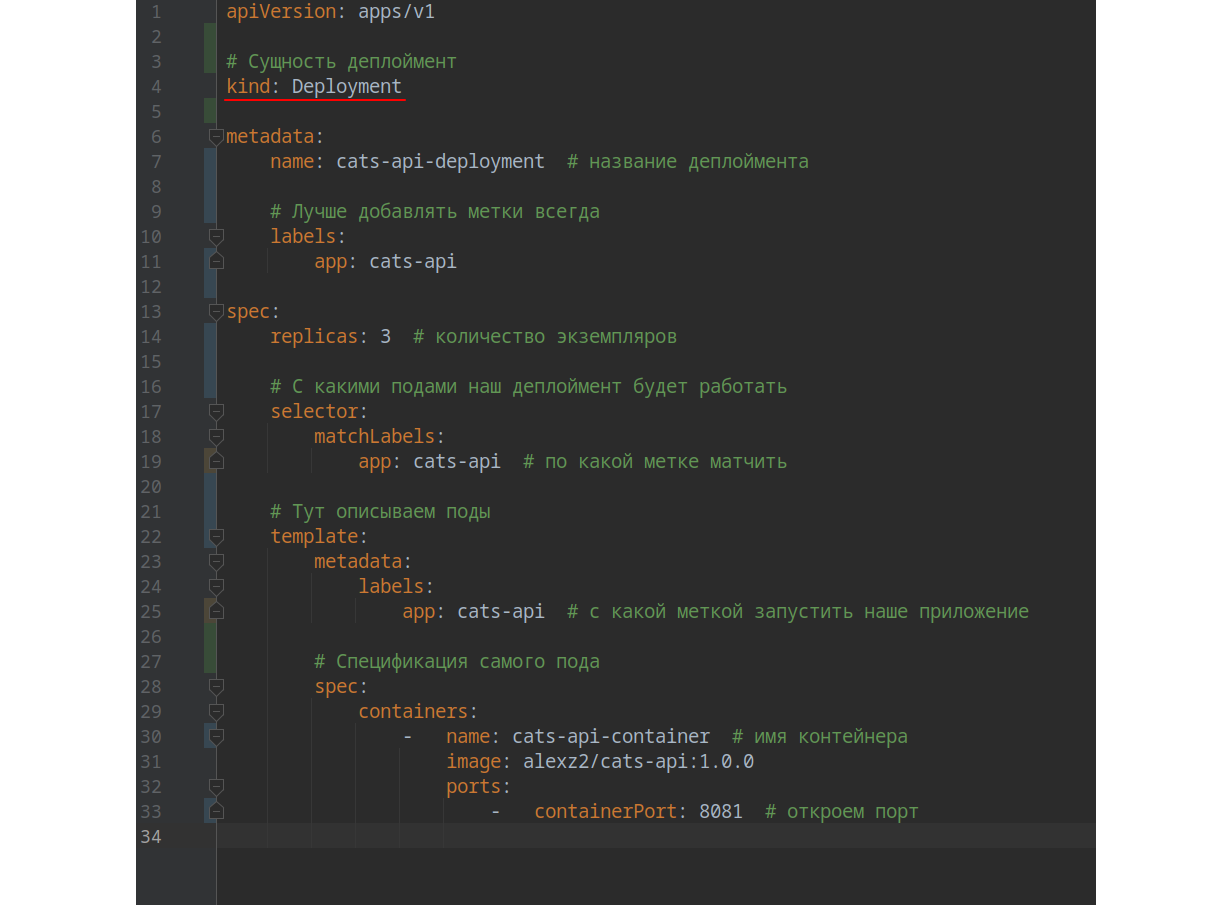 1 apiVersion: apps/v1
2
3 # Сущность деплоймент
4 kind: Deployment
5
6 metadata:
7     name: cats-api-deployment  # название деплоймента
8
9     # Лучше добавлять метки всегда
10     labels:
11         app: cats-api
12
13 spec:
14     replicas: 3  # количество экземпляров
15
16     # С какими подами наш деплоймент будет работать
17     selector:
18         matchLabels:
19             app: cats-api  # по какой метке матчить
20
21     # Тут описываем поды
22     template:
23         metadata:
24             labels:
25                 app: cats-api  # с какой меткой запустить наше приложение
26
27         # Спецификация самого пода
28         spec:
29             containers:
30                 -   name: cats-api-container  # имя контейнера
31                     image: alexz2/cats-api:1.0.0
32                     ports:
33                         -   containerPort: 8081  # откроем порт
34